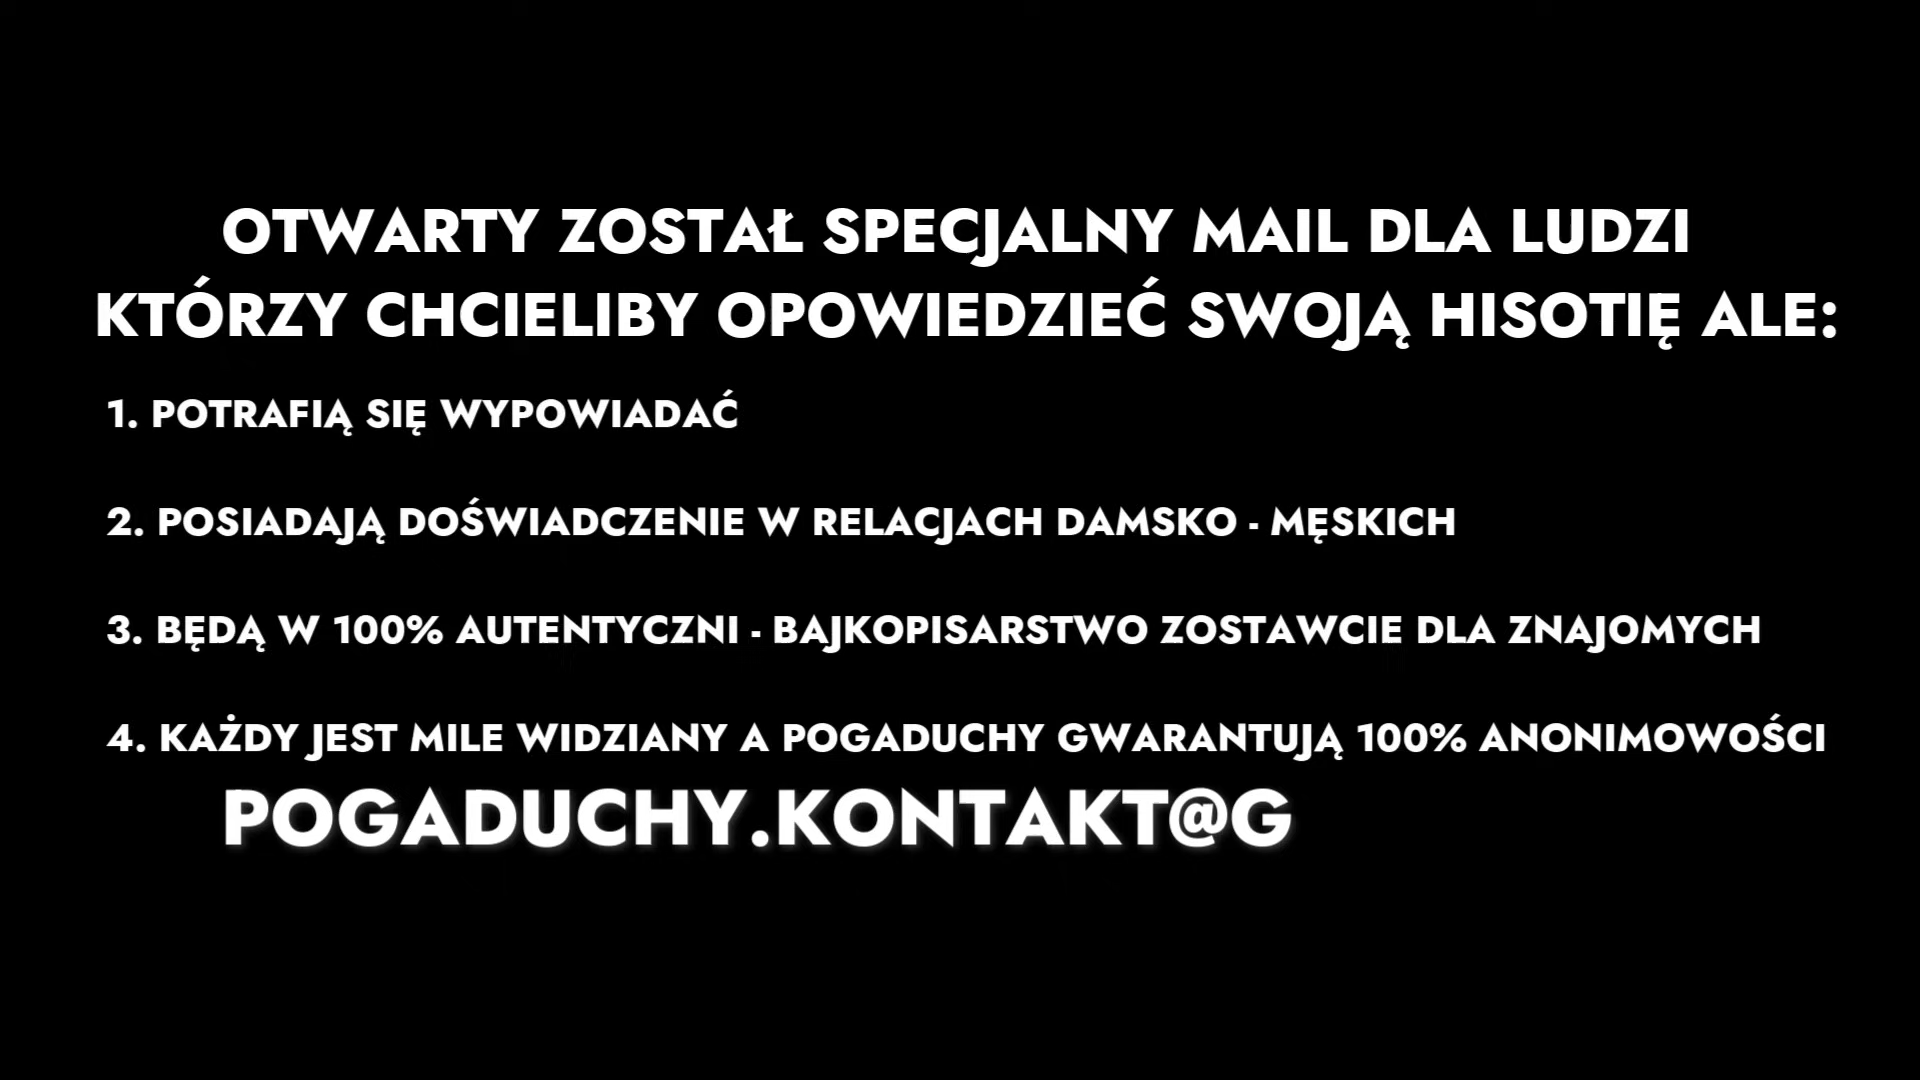 OTWARTY ZOSTAŁ SPECJALNY MAIL DLA LUDZI
KTÓRZY CHCIELIBY OPOWIEDZIEĆ SWOJĄ HISOTIĘ ALE:
1. POTRAFIĄ SIĘ WYPOWIADAĆ
2. POSIADAJĄ DOŚWIADCZENIE W RELACJACH DAMSKO - MĘSKICH
3. BĘDĄ W 100% AUTENTYCZNI - BAJKOPISARSTWO ZOSTAWCIE DLA ZNAJOMYCH
4. KAŻDY JEST MILE WIDZIANY A POGADUCHY GWARANTUJĄ 100% ANONIMOWOŚCI
POGADUCHY.KONTAKT@G